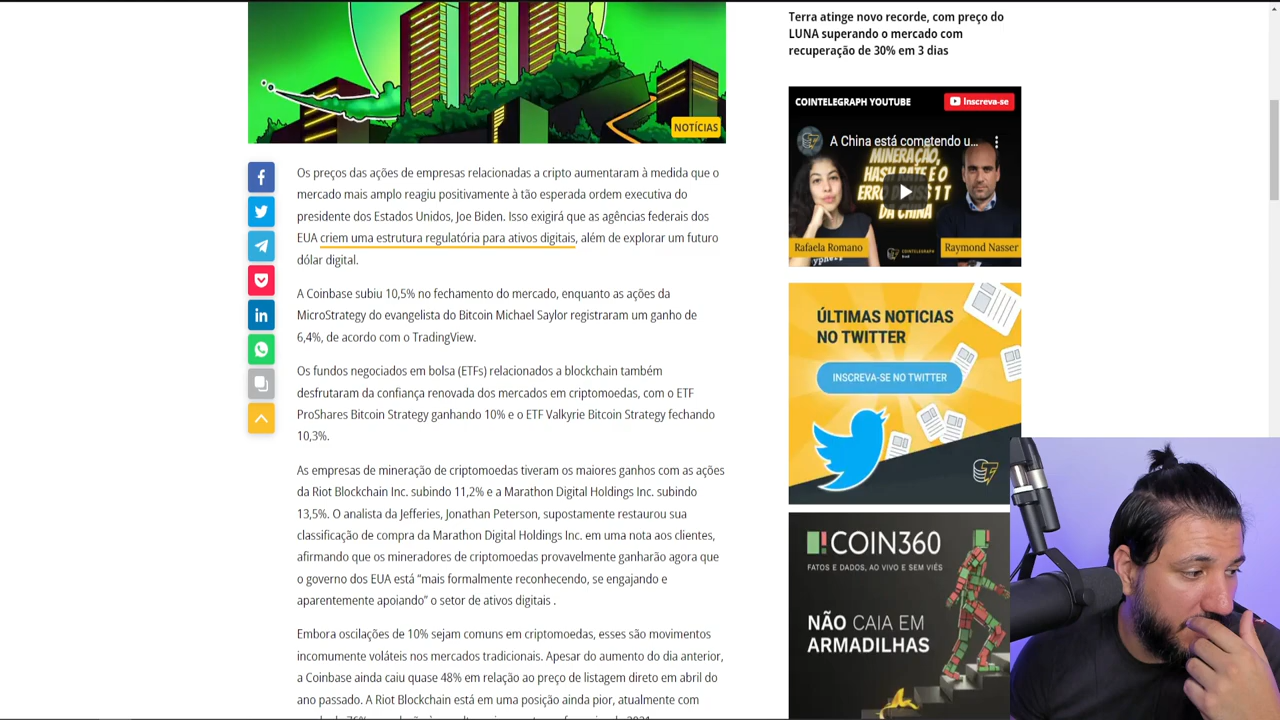 NOTÍCIAS
Os preços das ações de empresas relacionadas a cripto aumentaram à medida que o
mercado mais amplo reagiu positivamente à tão esperada ordem executiva do
presidente dos Estados Unidos, Joe Biden. Isso exigirá que as agências federais dos
EUA criem uma estrutura regulatória para ativos digitais, além de explorar um futuro
dólar digital.
A Coinbase subiu 10,5% no fechamento do mercado, enquanto as ações da
MicroStrategy do evangelista do Bitcoin Michael Saylor registraram um ganho de
6,4%, de acordo com o TradingView.
Os fundos negociados em bolsa (ETFs) relacionados a blockchain também
desfrutaram da confiança renovada dos mercados em criptomoedas, com o ETF
ProShares Bitcoin Strategy ganhando 10% e o ETF Valkyrie Bitcoin Strategy fechando
10,3%.
As empresas de mineração de criptomoedas tiveram os maiores ganhos com as ações
da Riot Blockchain Inc. subindo 11,2% e a Marathon Digital Holdings Inc. subindo
13,5%. O analista da Jefferies, Jonathan Peterson, supostamente restaurou sua
classificação de compra da Marathon Digital Holdings Inc. em uma nota aos clientes,
afirmando que os mineradores de criptomoedas provavelmente ganharão agora que
o governo dos EUA está “mais formalmente reconhecendo, se engajando e
aparentemente apoiando” o setor de ativos digitais .
Embora oscilações de 10% sejam comuns em criptomoedas, esses são movimentos
incomumente voláteis nos mercados tradicionais. Apesar do aumento do dia anterior,
a Coinbase ainda caiu quase 48% em relação ao preço de listagem direto em abril do
ano passado. A Riot Blockchain está em uma posição ainda pior, atualmente com
Terra atinge novo recorde, com preço do
LUNA superando o mercado com
recuperação de 30% em 3 dias
COINTELEGRAPH YOUTUBE
Inscreva-se
A China está cometendo u...
MINERAÇÃO,
HASH RATE E O
ERRO DE US$ 1 T
DA CHINA
Rafaela Romano
Raymond Nasser
ÚLTIMAS NOTICIAS
NO TWITTER
INSCREVA-SE NO TWITTER
COIN360
FATOS E DADOS, AO VIVO E SEM VIÉS
NÃO CAIA EM
ARMADILHAS